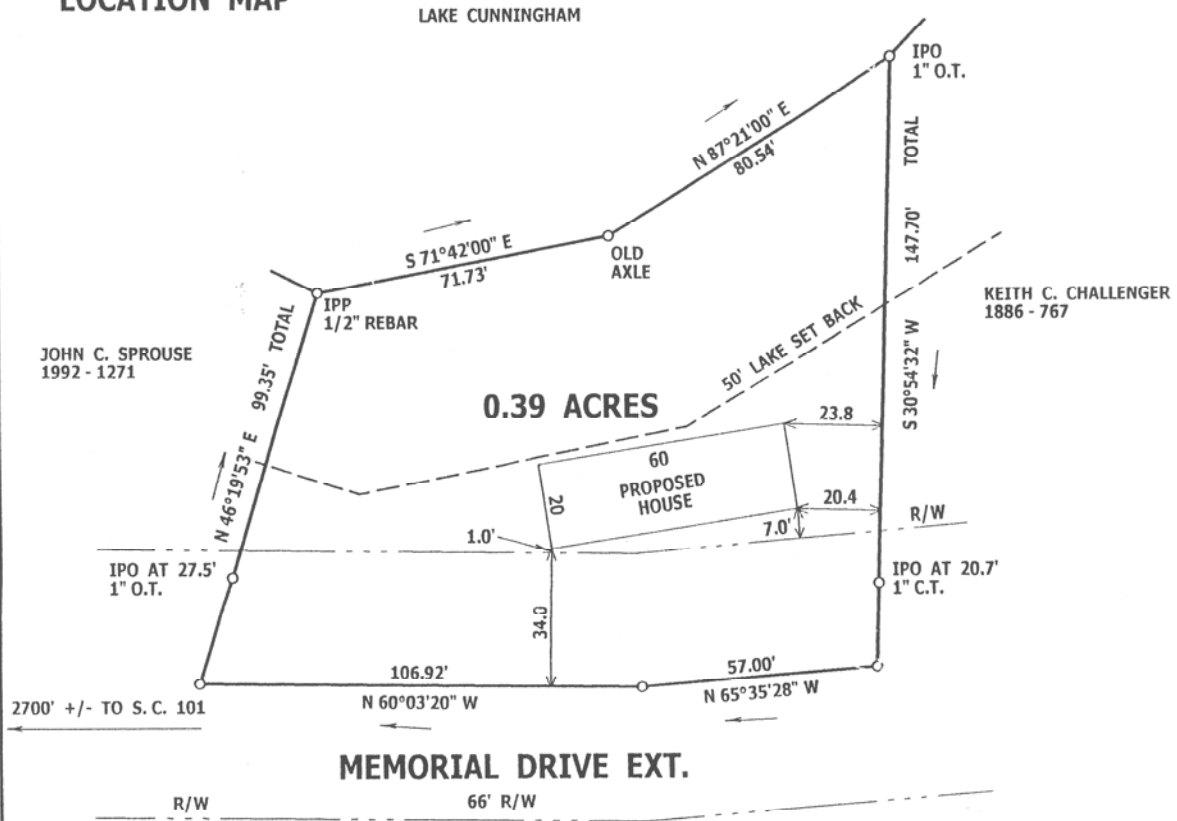 LOCATION MAP
LAKE CUNNINGHAM
IPO
1" O.T.
N 87°21'00" E
80.54'
TOTAL
147.70'
S 30°54'32" W
S 71°42'00" E
71.73'
OLD
AXLE
IPP
1/2" REBAR
KEITH C. CHALLENGER
1886 - 767
JOHN C. SPROUSE
1992 - 1271
N 46°19'53" E 99.35' TOTAL
50' LAKE SET BACK
0.39 ACRES
23.8
60
PROPOSED
HOUSE
20
20.4
R/W
7.0'
1.0'
IPO AT 27.5'
1" O.T.
IPO AT 20.7'
1" C.T.
34.0
106.92'
N 60°03'20" W
57.00'
N 65°35'28" W
2700' +/- TO S.C. 101
MEMORIAL DRIVE EXT.
R/W
66' R/W